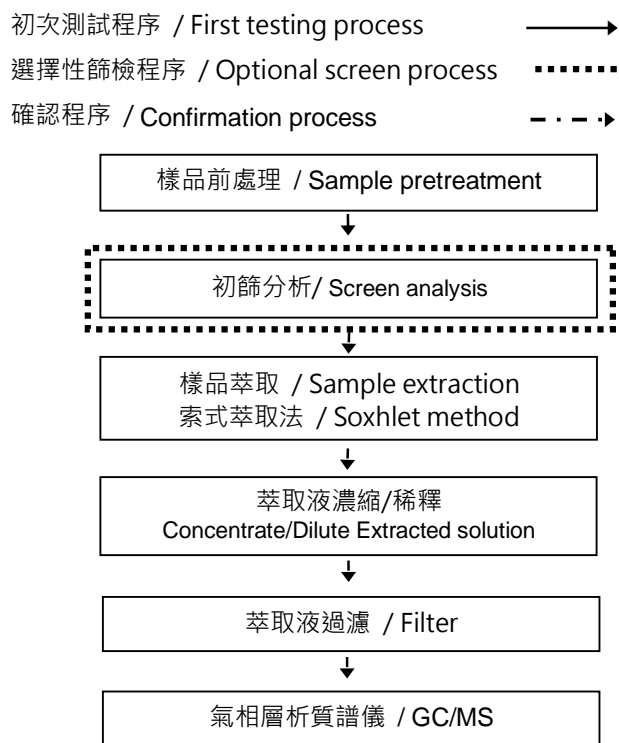 初次測試程序 / First testing process
選擇性篩檢程序 / Optional screen process
確認程序 / Confirmation process
樣品前處理 / Sample pretreatment
初篩分析/ Screen analysis
樣品萃取 / Sample extraction
索式萃取法 / Soxhlet method
萃取液濃縮/稀釋
Concentrate/Dilute Extracted solution
萃取液過濾 / Filter
氣相層析質譜儀 / GC/MS